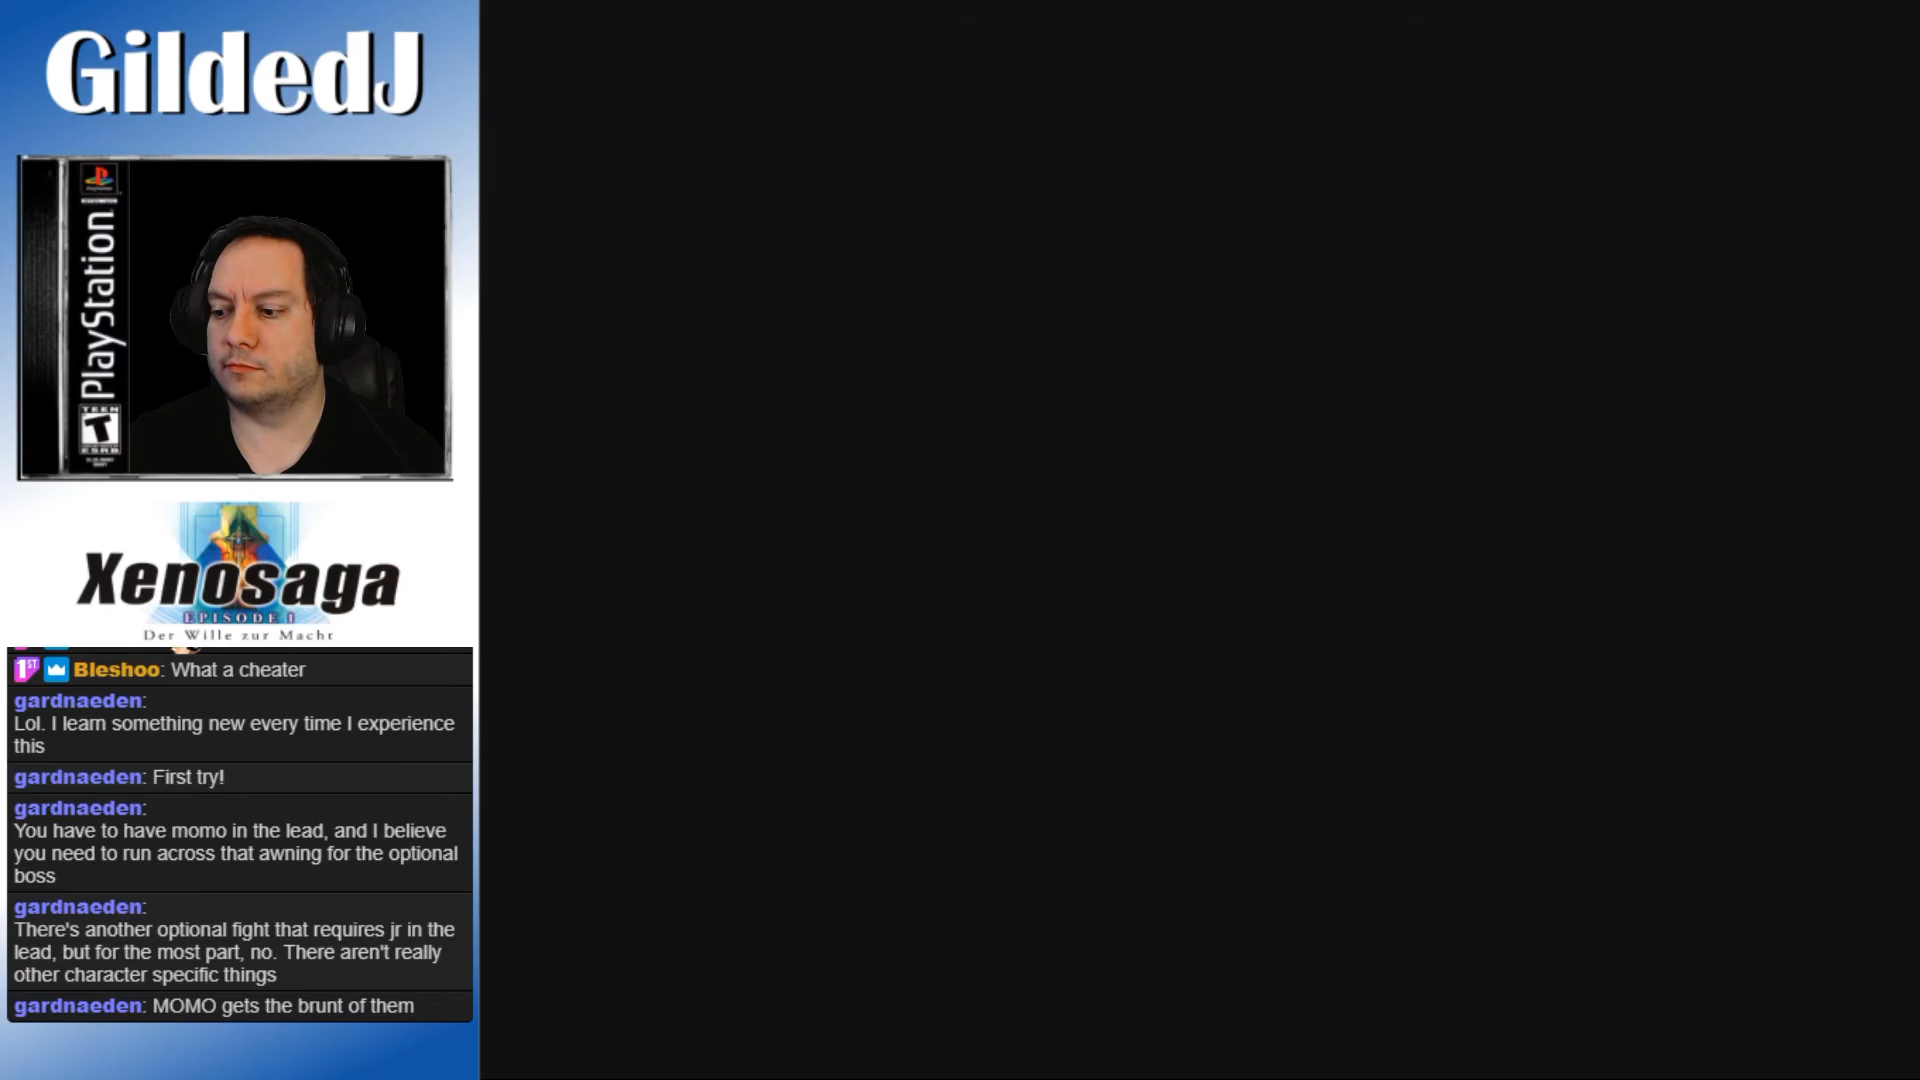 GildedJ
PlayStation
TEEN
T
ESRB
Xenosaga
EPISODE I
Der Wille zur Macht
1ST Bleshoo: What a cheater
gardnaeden:
Lol. I learn something new every time I experience
this
gardnaeden: First try!
gardnaeden:
You have to have momo in the lead, and I believe
you need to run across that awning for the optional
boss
gardnaeden:
There's another optional fight that requires jr in the
lead, but for the most part, no. There aren't really
other character specific things
gardnaeden: MOMO gets the brunt of them